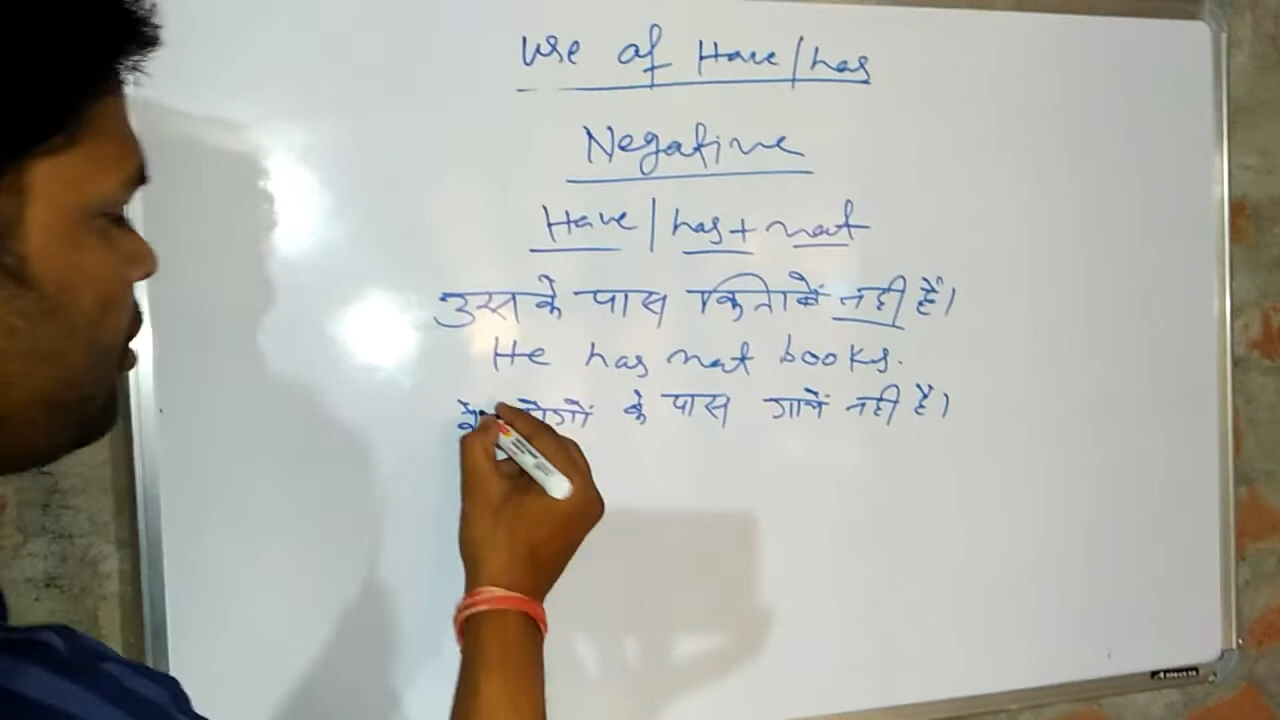 Use of Have/has
Negative
Have/has + not
उसके पास किताबें नहीं हैं।
He has not books.
लोगों के पास गायें नहीं हैं।